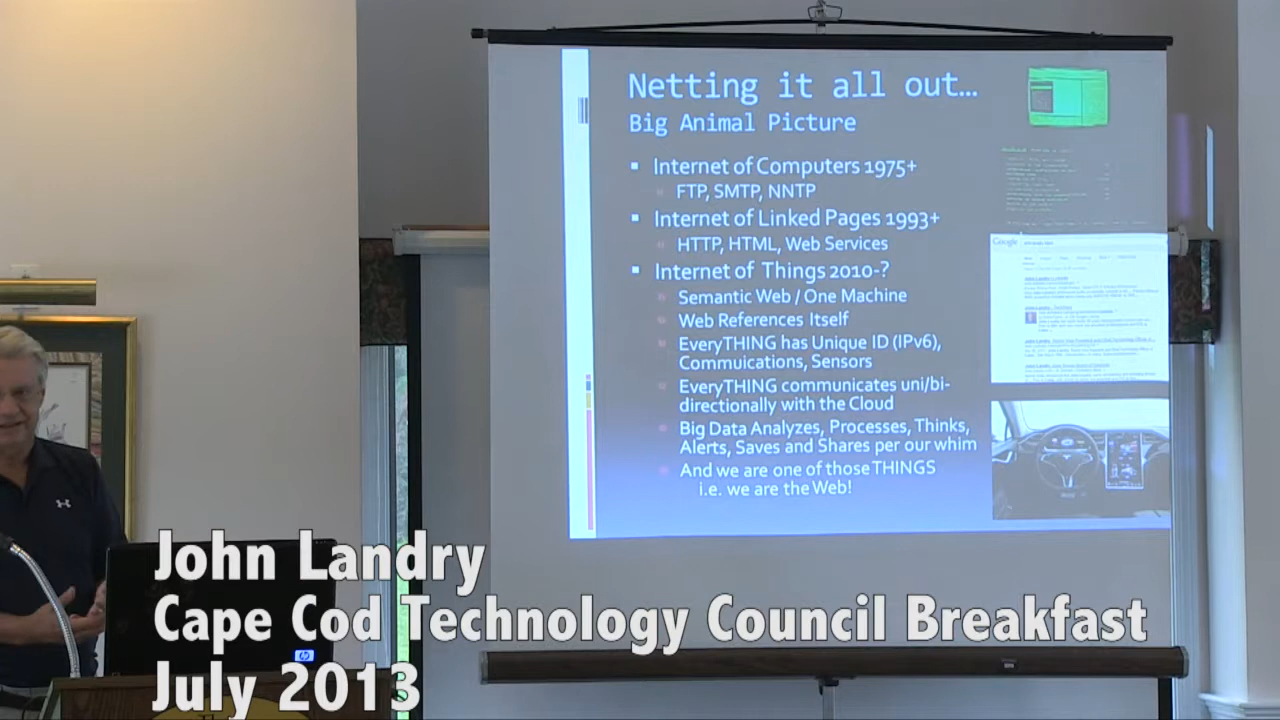 Netting it all out…
Big Animal Picture
Internet of Computers 1975+
FTP, SMTP, NNTP
Internet of Linked Pages 1993+
HTTP, HTML, Web Services
Internet of Things 2010-?
Semantic Web / One Machine
Web References Itself
EveryTHING has Unique ID (IPv6),
Commuications, Sensors
EveryTHING communicates uni/bi-
directionally with the Cloud
Big Data Analyzes, Processes, Thinks,
Alerts, Saves and Shares per our whim
And we are one of those THINGS
i.e. we are the Web!
Google
John Landry
Cape Cod Technology Council Breakfast
July 2013
hp